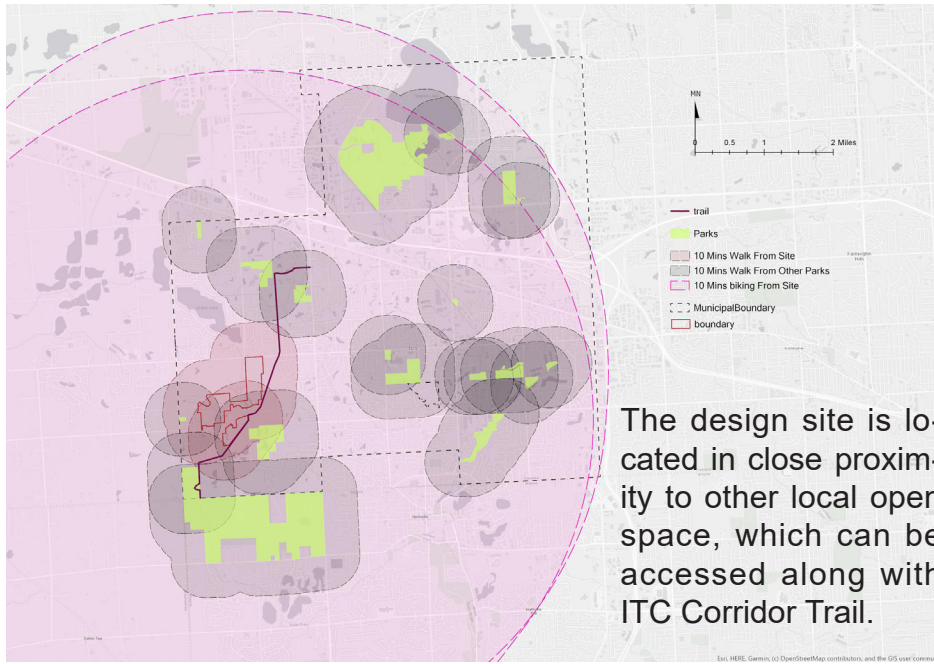 MN
0 0.5 1 2 Miles
trail
Parks
10 Mins Walk From Site
10 Mins Walk From Other Parks
10 Mins biking From Site
MunicipalBoundary
boundary
The design site is lo-
cated in close proxim-
ity to other local open
space, which can be
accessed along with
ITC Corridor Trail.
Esri, HERE, Garmin, (c) OpenStreetMap contributors, and the GIS user commu